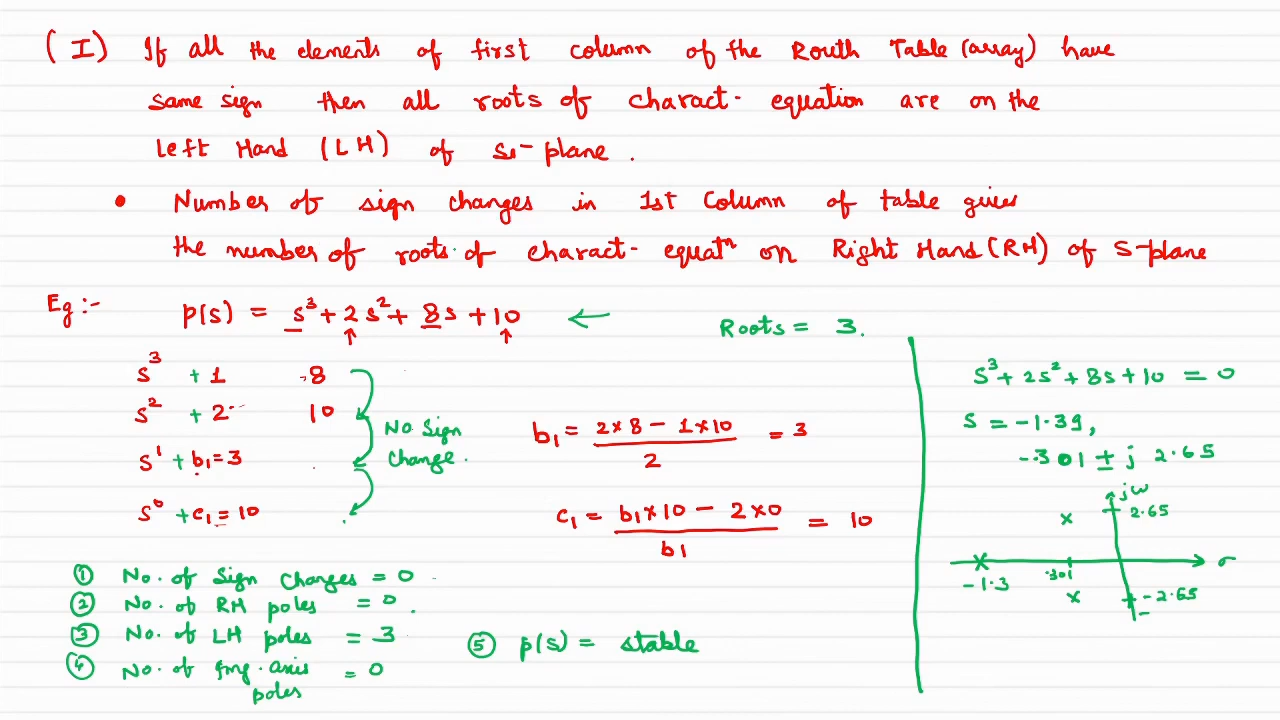 (I) If all the elements of first column of the Routh Table (array) have
same sign then all roots of charact. equation are on the
Left Hand (LH) of s-plane.
• Number of sign changes in 1st column of table gives
the number of roots of charact. equatⁿ on Right Hand (RH) of s-plane
Eg :- p(s) = s³ + 2s² + 8s + 10 ←
Roots = 3.
s³ +1 8
s² +2 10
s¹ + b₁ = 3
s⁰ + c₁ = 10
No Sign
Change.
b₁ = (2×8 − 1×10)/2 = 3
c₁ = (b₁×10 − 2×0)/b₁ = 10
① No. of Sign Changes = 0
② No. of RH poles = 0.
③ No. of LH poles = 3
④ No. of Img. axis = 0
poles
⑤ p(s) = stable
s³ + 2s² + 8s + 10 = 0
s = -1.39,
-.301 ± j 2.65
jω
2.65
-1.3
.301
σ
-2.65